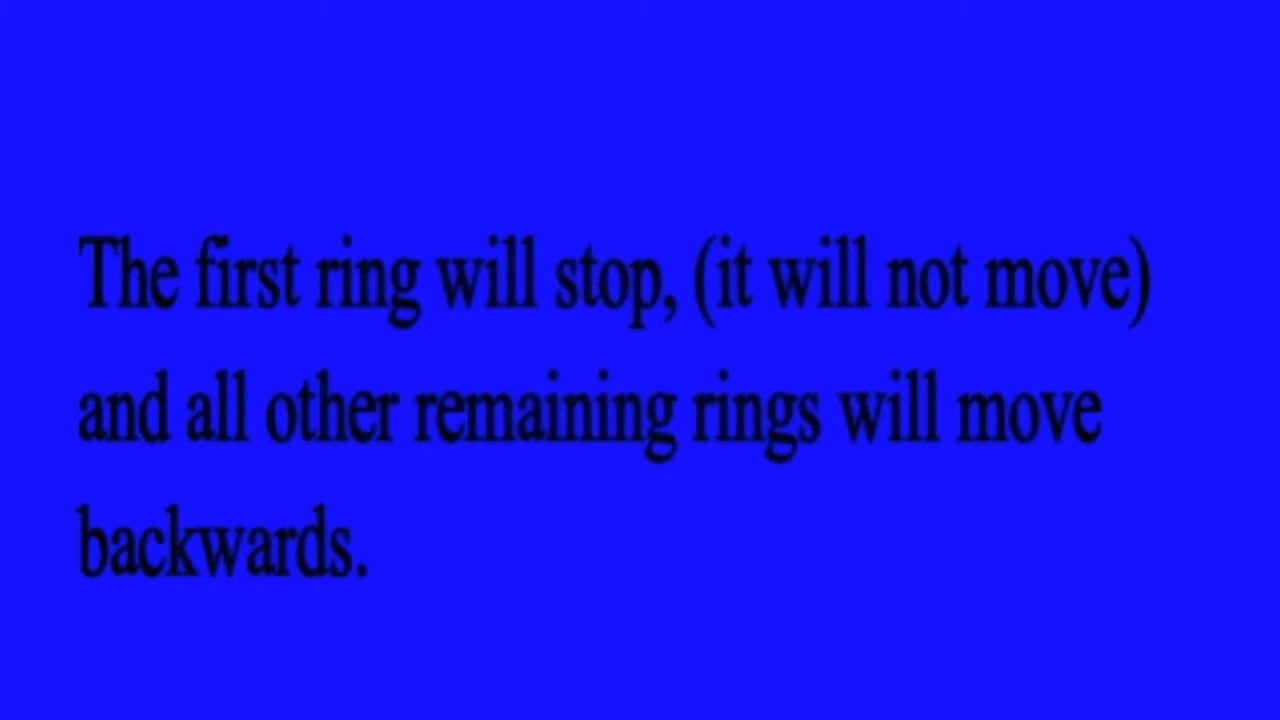 The first ring will stop, (it will not move)
and all other remaining rings will move
backwards.